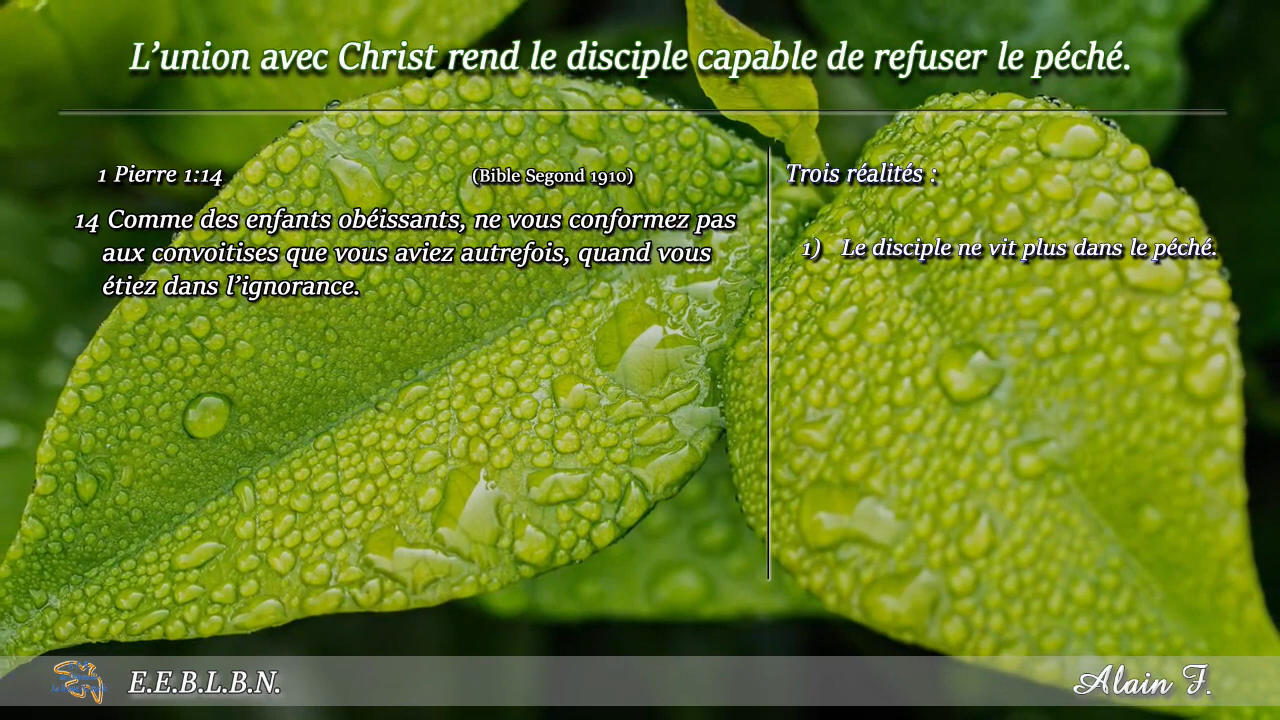 L’union avec Christ rend le disciple capable de refuser le péché.
1 Pierre 1:14 (Bible Segond 1910)
14 Comme des enfants obéissants, ne vous conformez pas
aux convoitises que vous aviez autrefois, quand vous
étiez dans l’ignorance.
Trois réalités :
1) Le disciple ne vit plus dans le péché.
E.E.B.L.B.N.
Alain F.